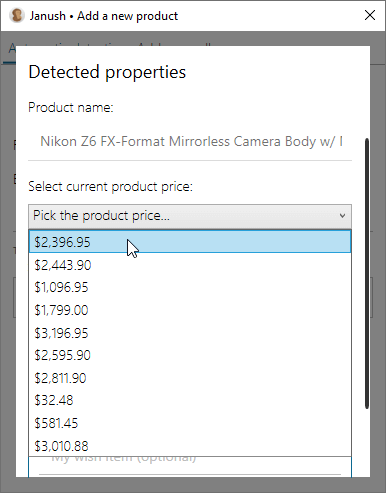 Janush • Add a new product
Detected properties
Product name:
Nikon Z6 FX-Format Mirrorless Camera Body w/
Select current product price:
Pick the product price...
$2,396.95
$2,443.90
$1,096.95
$1,799.00
$3,196.95
$2,595.90
$2,811.90
$32.48
$581.45
$3,010.88
My wish item (optional)